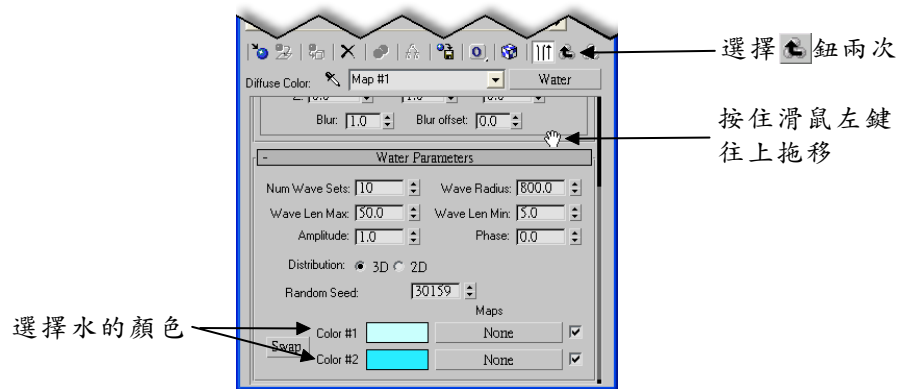 選擇 鈕兩次
Diffuse Color: Map #1 Water
Blur: 1.0 Blur offset: 0.0
按住滑鼠左鍵
往上拖移
- Water Parameters
Num Wave Sets: 10 Wave Radius: 800.0
Wave Len Max: 50.0 Wave Len Min: 5.0
Amplitude: 1.0 Phase: 0.0
Distribution: 3D 2D
Random Seed: 30159
Maps
選擇水的顏色
Color #1 None
Swap
Color #2 None